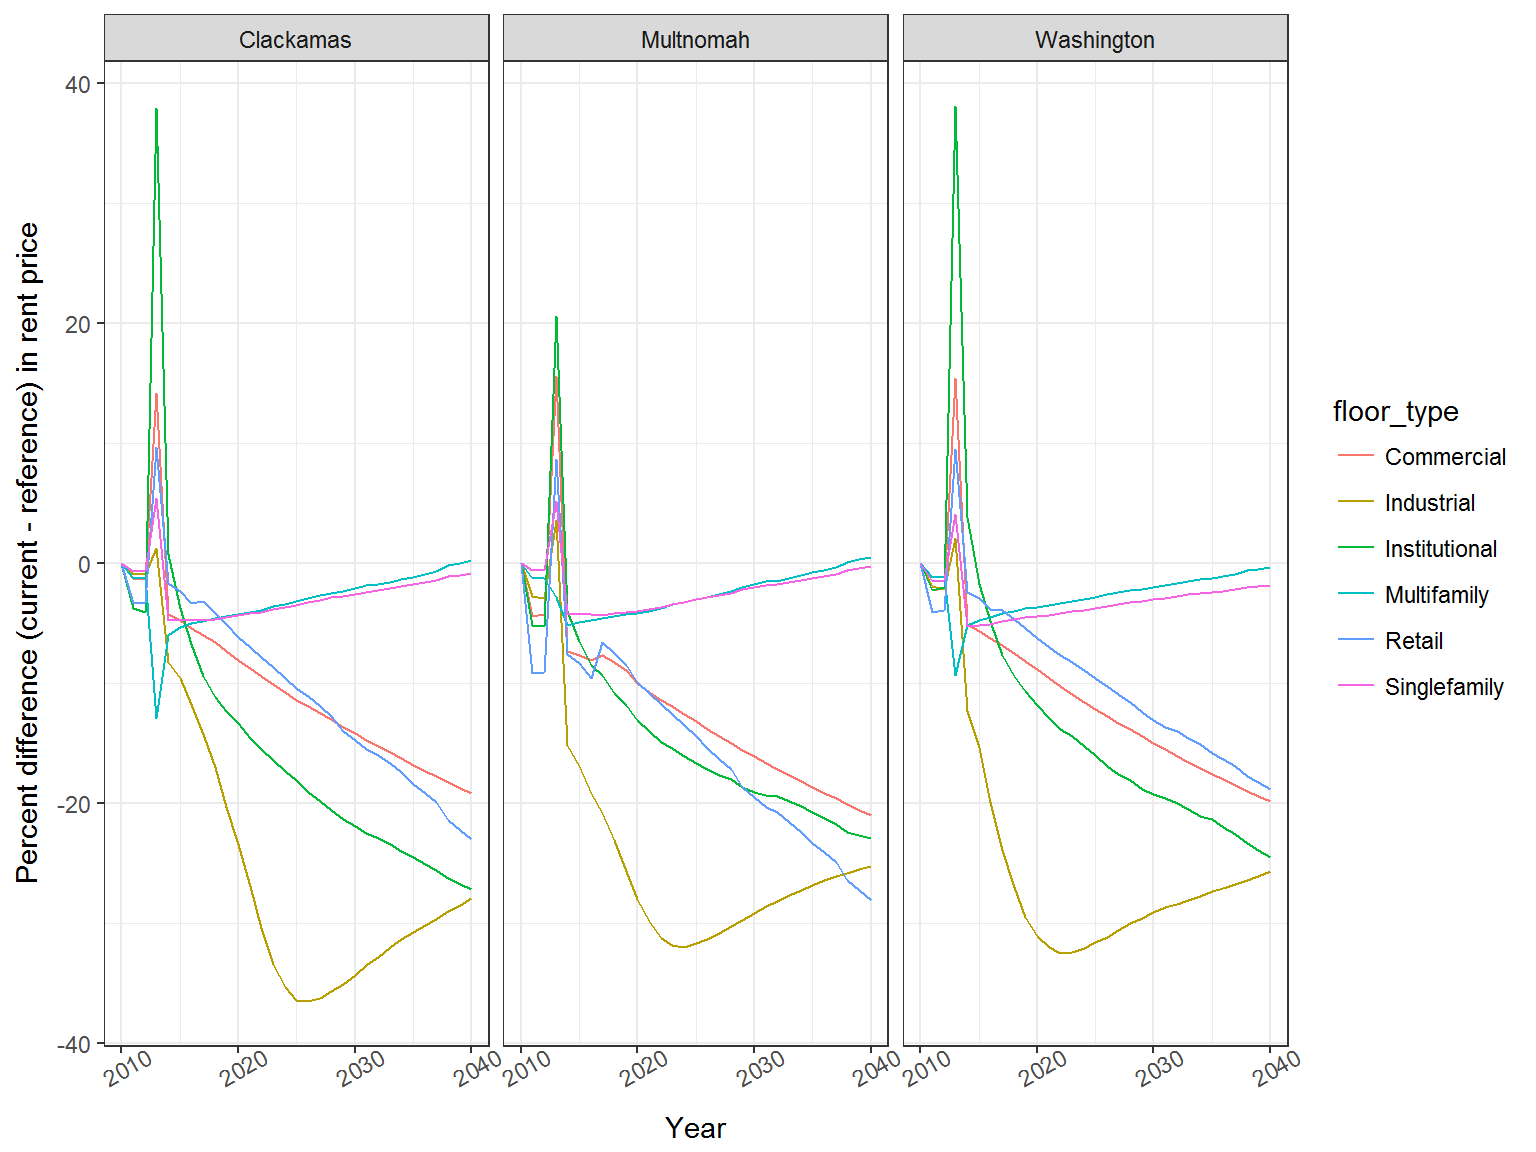 Clackamas
Multnomah
Washington
40
20
0
-20
-40
Percent difference (current - reference) in rent price
2010
2020
2030
2040
2010
2020
2030
2040
2010
2020
2030
2040
Year
floor_type
Commercial
Industrial
Institutional
Multifamily
Retail
Singlefamily